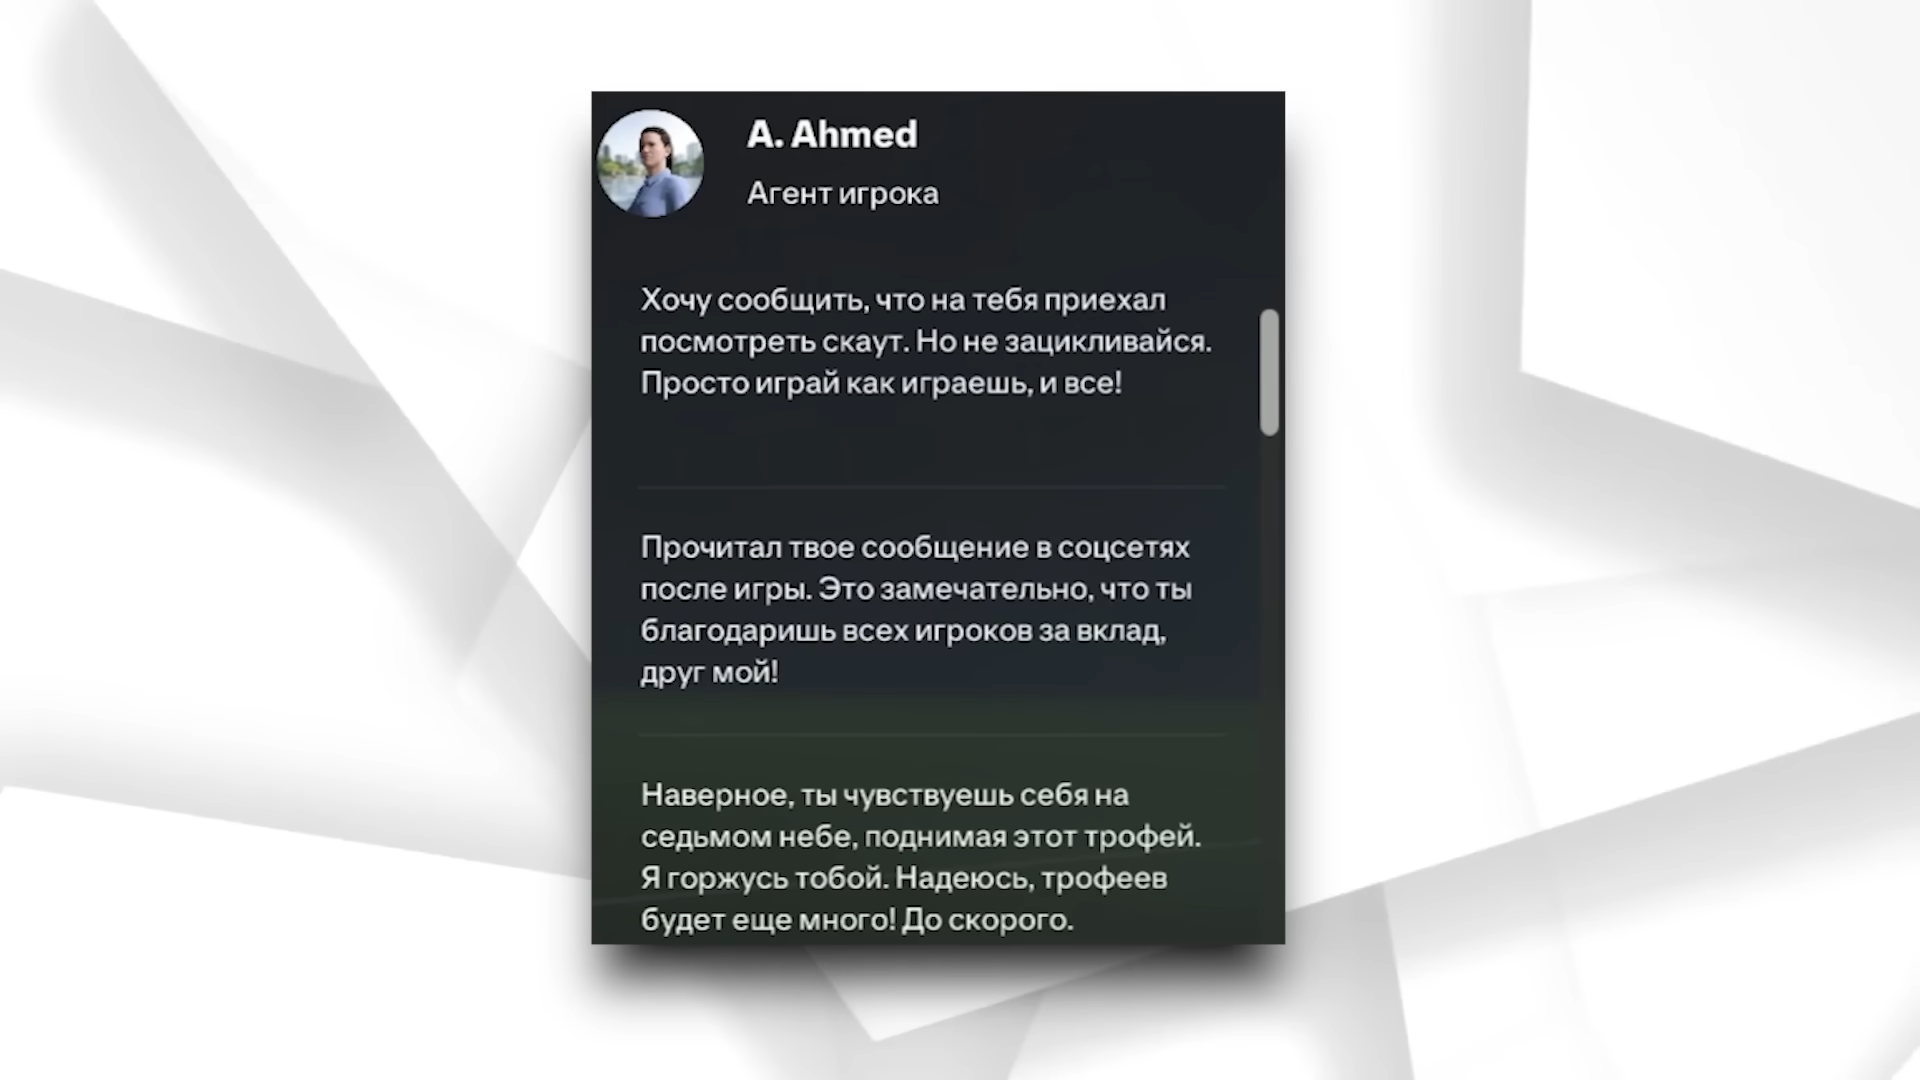 A. Ahmed
Агент игрока
Хочу сообщить, что на тебя приехал
посмотреть скаут. Но не зацикливайся.
Просто играй как играешь, и все!
Прочитал твое сообщение в соцсетях
после игры. Это замечательно, что ты
благодаришь всех игроков за вклад,
друг мой!
Наверное, ты чувствуешь себя на
седьмом небе, поднимая этот трофей.
Я горжусь тобой. Надеюсь, трофеев
будет еще много! До скорого.